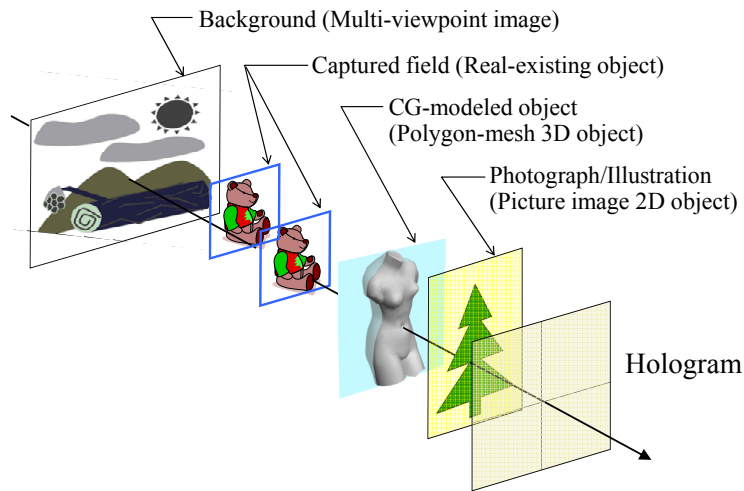 Background (Multi-viewpoint image)
Captured field (Real-existing object)
CG-modeled object
(Polygon-mesh 3D object)
Photograph/Illustration
(Picture image 2D object)
Hologram